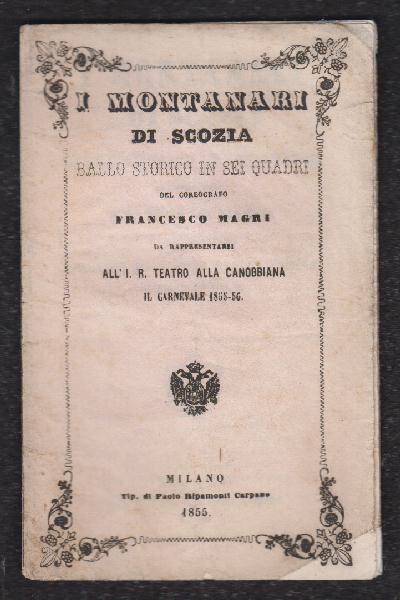 I MONTANARI
DI SCOZIA
BALLO STORICO IN SEI QUADRI
DEL COREOGRAFO
FRANCESCO MAGRI
DA RAPPRESENTARSI
ALL' I. R. TEATRO ALLA CANOBBIANA
IL CARNEVALE 1855-56.
MILANO
Tip. di Paolo Ripamonti Carpano
1855.